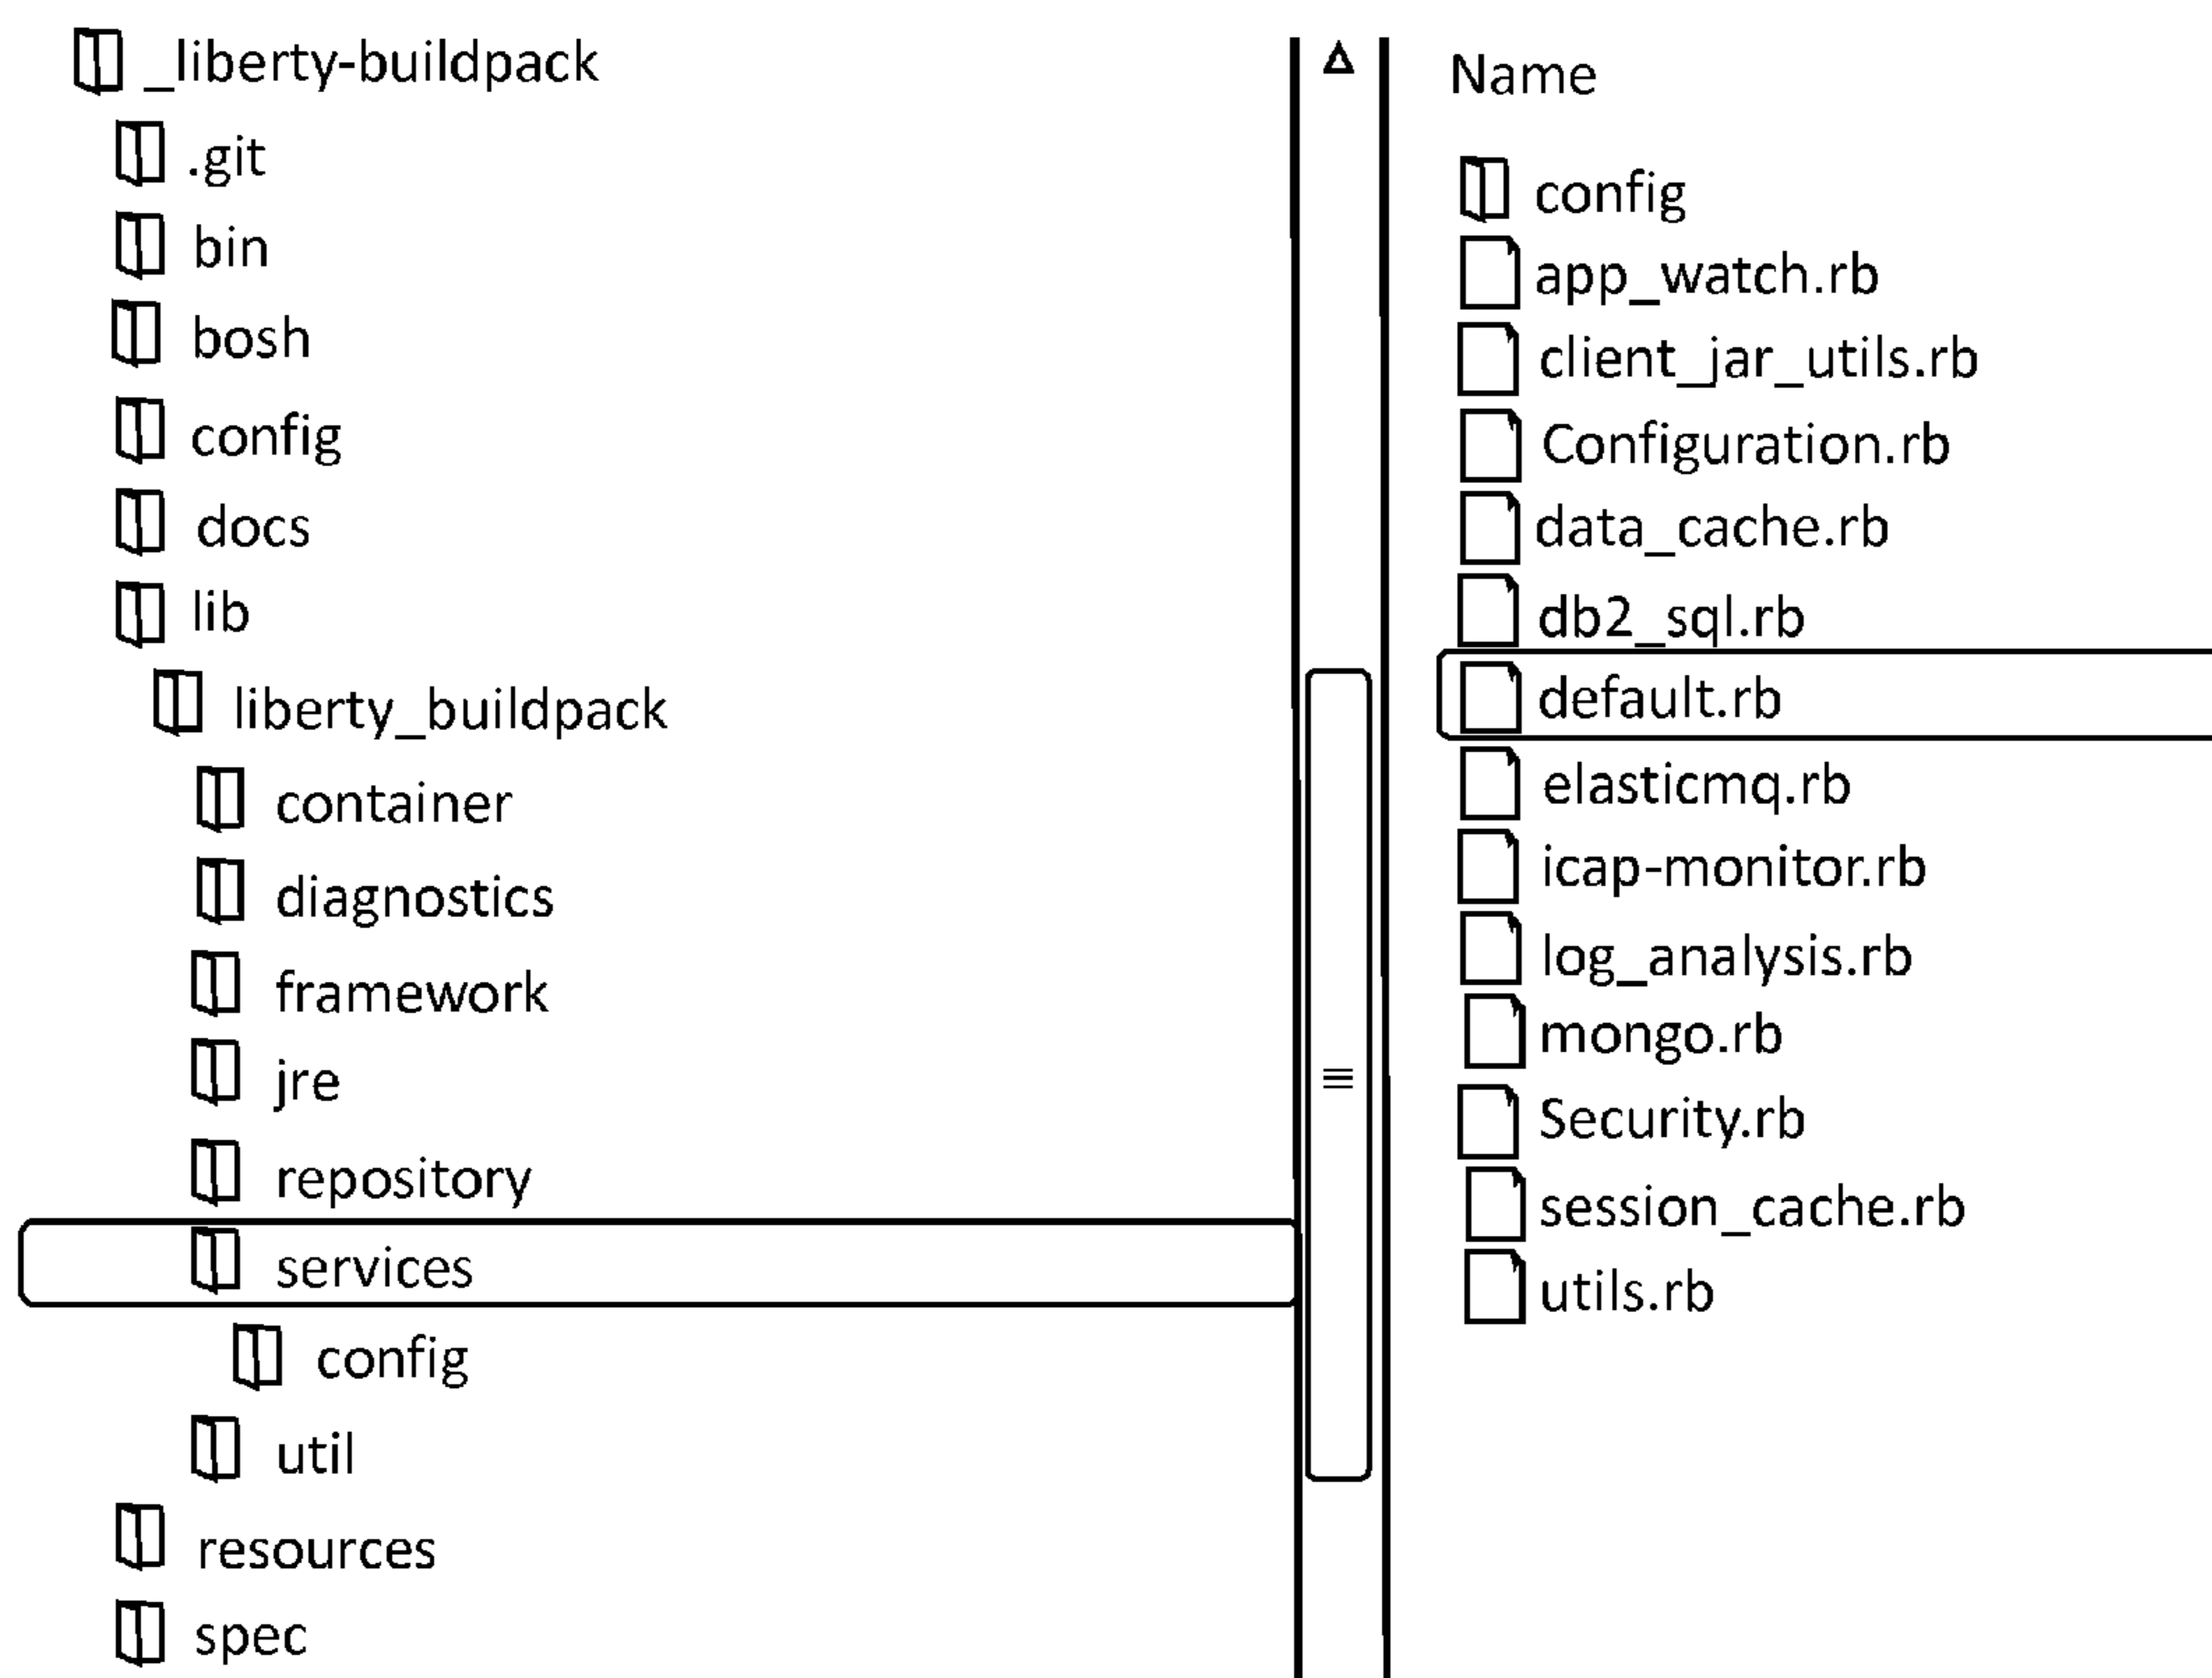 _liberty-buildpack
.git
bin
bosh
config
docs
lib
liberty_buildpack
container
diagnostics
framework
jre
repository
services
config
util
resources
spec
Name
config
app_watch.rb
client_jar_utils.rb
Configuration.rb
data_cache.rb
db2_sql.rb
default.rb
elasticmq.rb
icap-monitor.rb
log_analysis.rb
mongo.rb
Security.rb
session_cache.rb
utils.rb